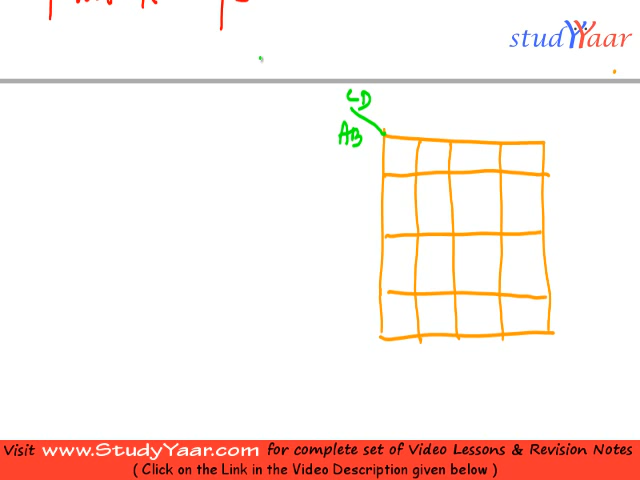 studYYaar
CD
AB
Visit www.StudyYaar.com for complete set of Video Lessons & Revision Notes
( Click on the Link in the Video Description given below )